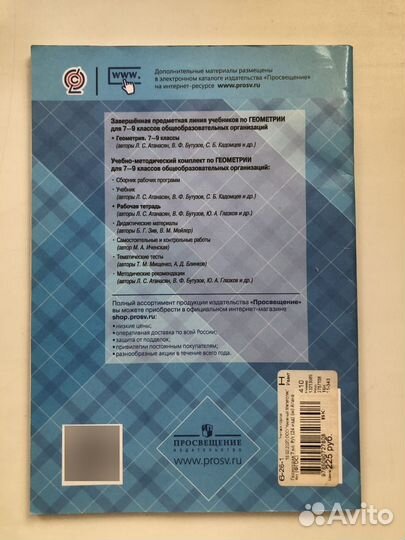 www.
Дополнительные материалы размещены
в электронном каталоге издательства «Просвещение»
на интернет-ресурсе www.prosv.ru
Завершённая предметная линия учебников по ГЕОМЕТРИИ
для 7—9 классов общеобразовательных организаций
• Геометрия. 7—9 классы
(авторы Л. С. Атанасян, В. Ф. Бутузов, С. Б. Кадомцев и др.)
Учебно-методический комплект по ГЕОМЕТРИИ
для 7—9 классов общеобразовательных организаций:
• Сборник рабочих программ
• Учебник
(авторы Л. С. Атанасян, В. Ф. Бутузов, С. Б. Кадомцев и др.)
• Рабочая тетрадь
(авторы Л. С. Атанасян, В. Ф. Бутузов, Ю. А. Глазков и др.)
• Дидактические материалы
(авторы Б. Г. Зив, В. М. Мейлер)
• Самостоятельные и контрольные работы
(автор М. А. Иченская)
• Тематические тесты
(авторы Т. М. Мищенко, А. Д. Блинков)
• Методические рекомендации
(авторы Л. С. Атанасян, В. Ф. Бутузов, Ю. А. Глазков и др.)
Полный ассортимент продукции издательства «Просвещение»
вы можете приобрести в официальном интернет-магазине
shop.prosv.ru:
• низкие цены;
• оперативная доставка по всей России;
• защита от подделок;
• привилегии постоянным покупателям;
• разнообразные акции в течение всего года.
ПРОСВЕЩЕНИЕ
ИЗДАТЕЛЬСТВО
www.prosv.ru
Н
410
6-26-1
225 руб.
Avito